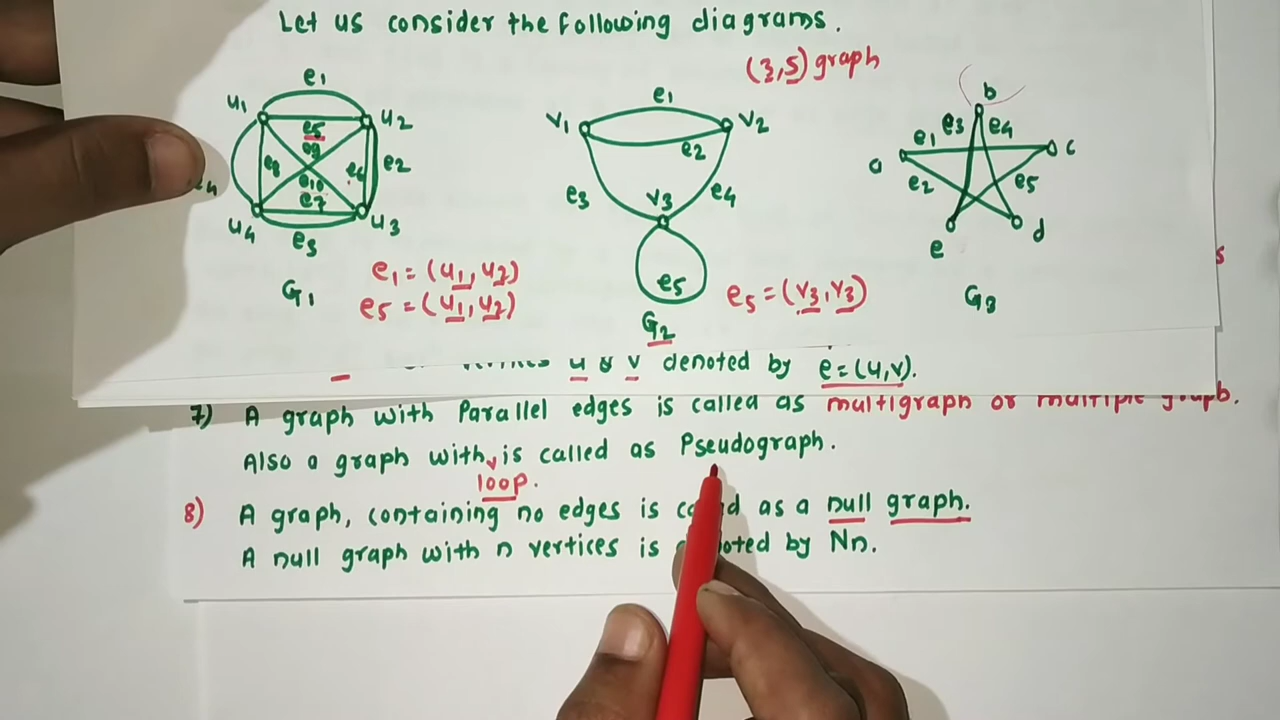 Let us consider the following diagrams.
(3,5) graph
e1
u1 u2
e5
e9
e8 e6 e2
e10
e4 e7
u4 u3
e3
G1
e1 = (u1, u2)
e5 = (u1, u2)
e1
v1 v2
e2
e3 v3 e4
e5
G2
e5 = (v3, v3)
b
e3 e4
e1
a c
e2 e5
e d
G3
s
vertices u & v denoted by e = (u,v).
7) A graph with Parallel edges is called as multigraph or multiple graph.
Also a graph with is called as Pseudograph.
loop.
8) A graph, containing no edges is called as a null graph.
A null graph with n vertices is denoted by Nn.